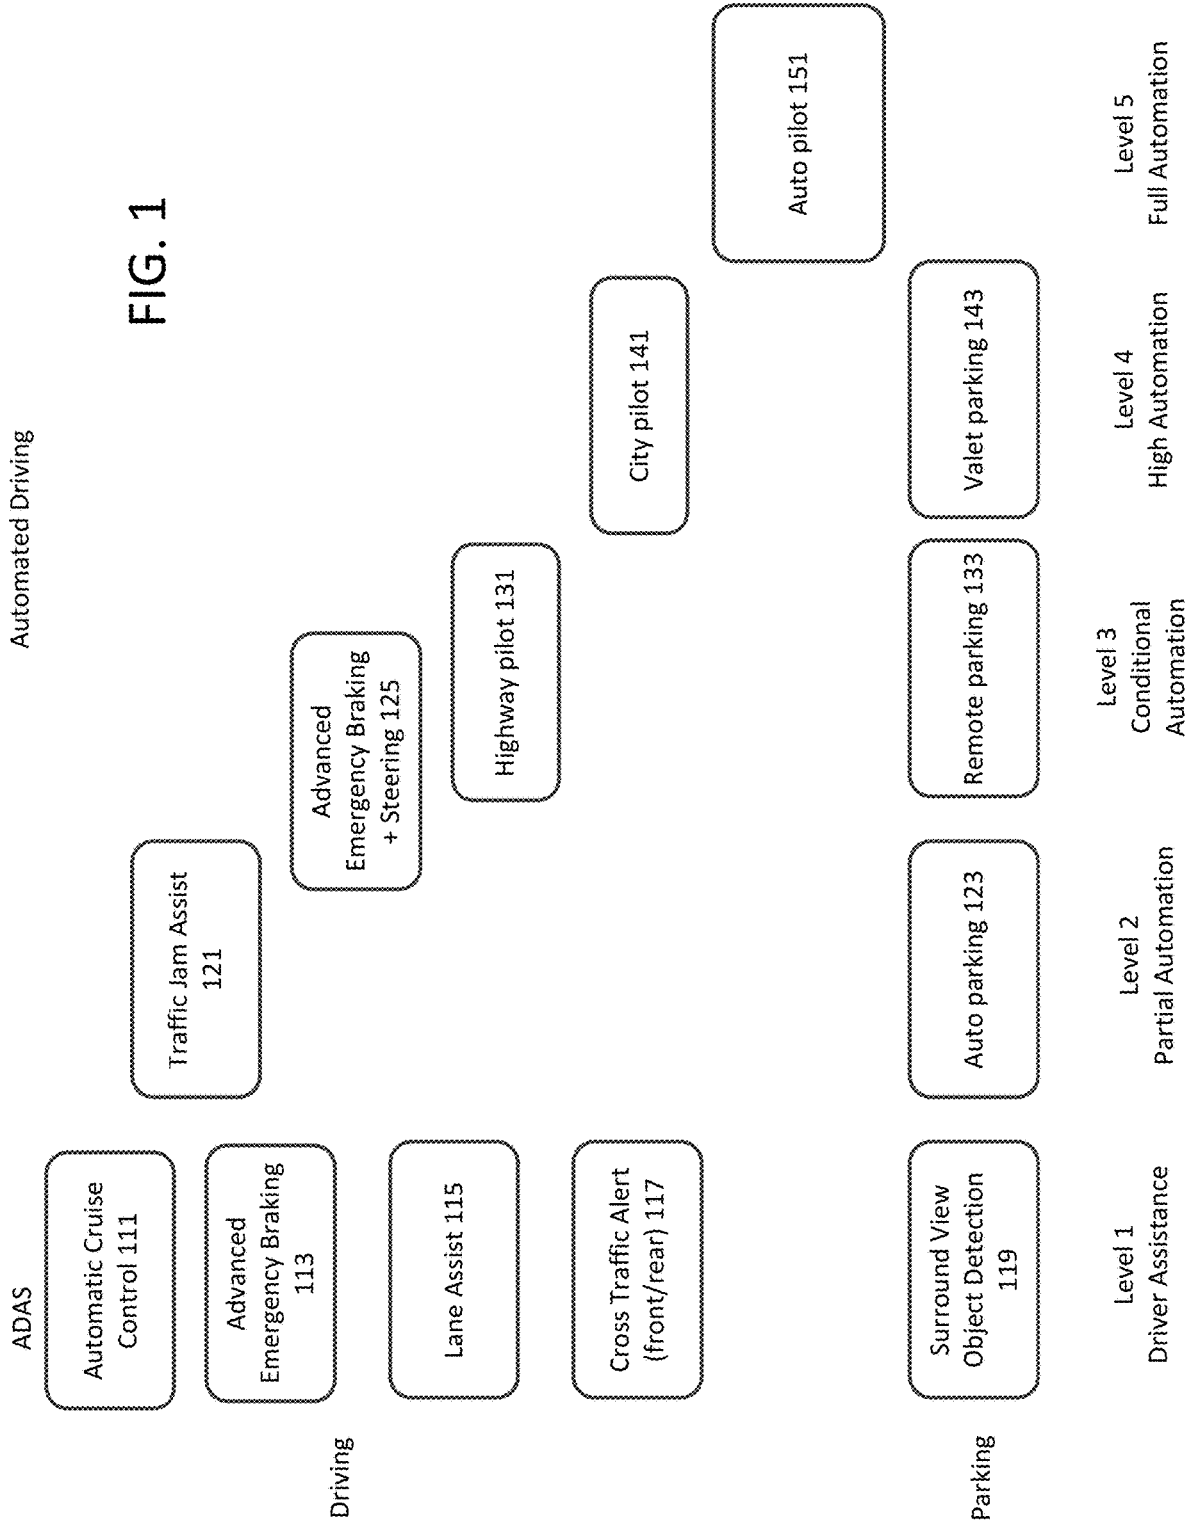 FIG. 1
ADAS
Automated Driving
Driving
Automatic Cruise
Control 111
Advanced
Emergency Braking
113
Lane Assist 115
Cross Traffic Alert
(front/rear) 117
Traffic Jam Assist
121
Advanced
Emergency Braking
+ Steering 125
Highway pilot 131
City pilot 141
Auto pilot 151
Parking
Surround View
Object Detection
119
Auto parking 123
Remote parking 133
Valet parking 143
Level 1
Driver Assistance
Level 2
Partial Automation
Level 3
Conditional
Automation
Level 4
High Automation
Level 5
Full Automation